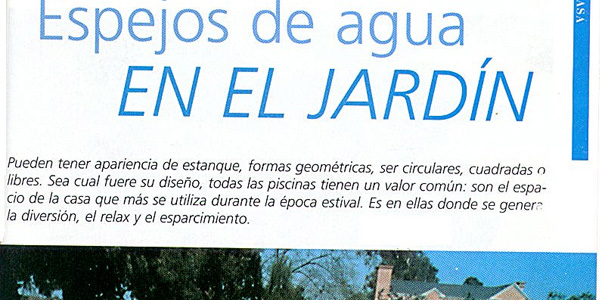 Espejos de agua
EN EL JARDÍN
Pueden tener apariencia de estanque, formas geométricas, ser circulares, cuadradas o
libres. Sea cual fuere su diseño, todas las piscinas tienen un valor común: son el espa-
cio de la casa que más se utiliza durante la época estival. Es en ellas donde se genera
la diversión, el relax y el esparcimiento.